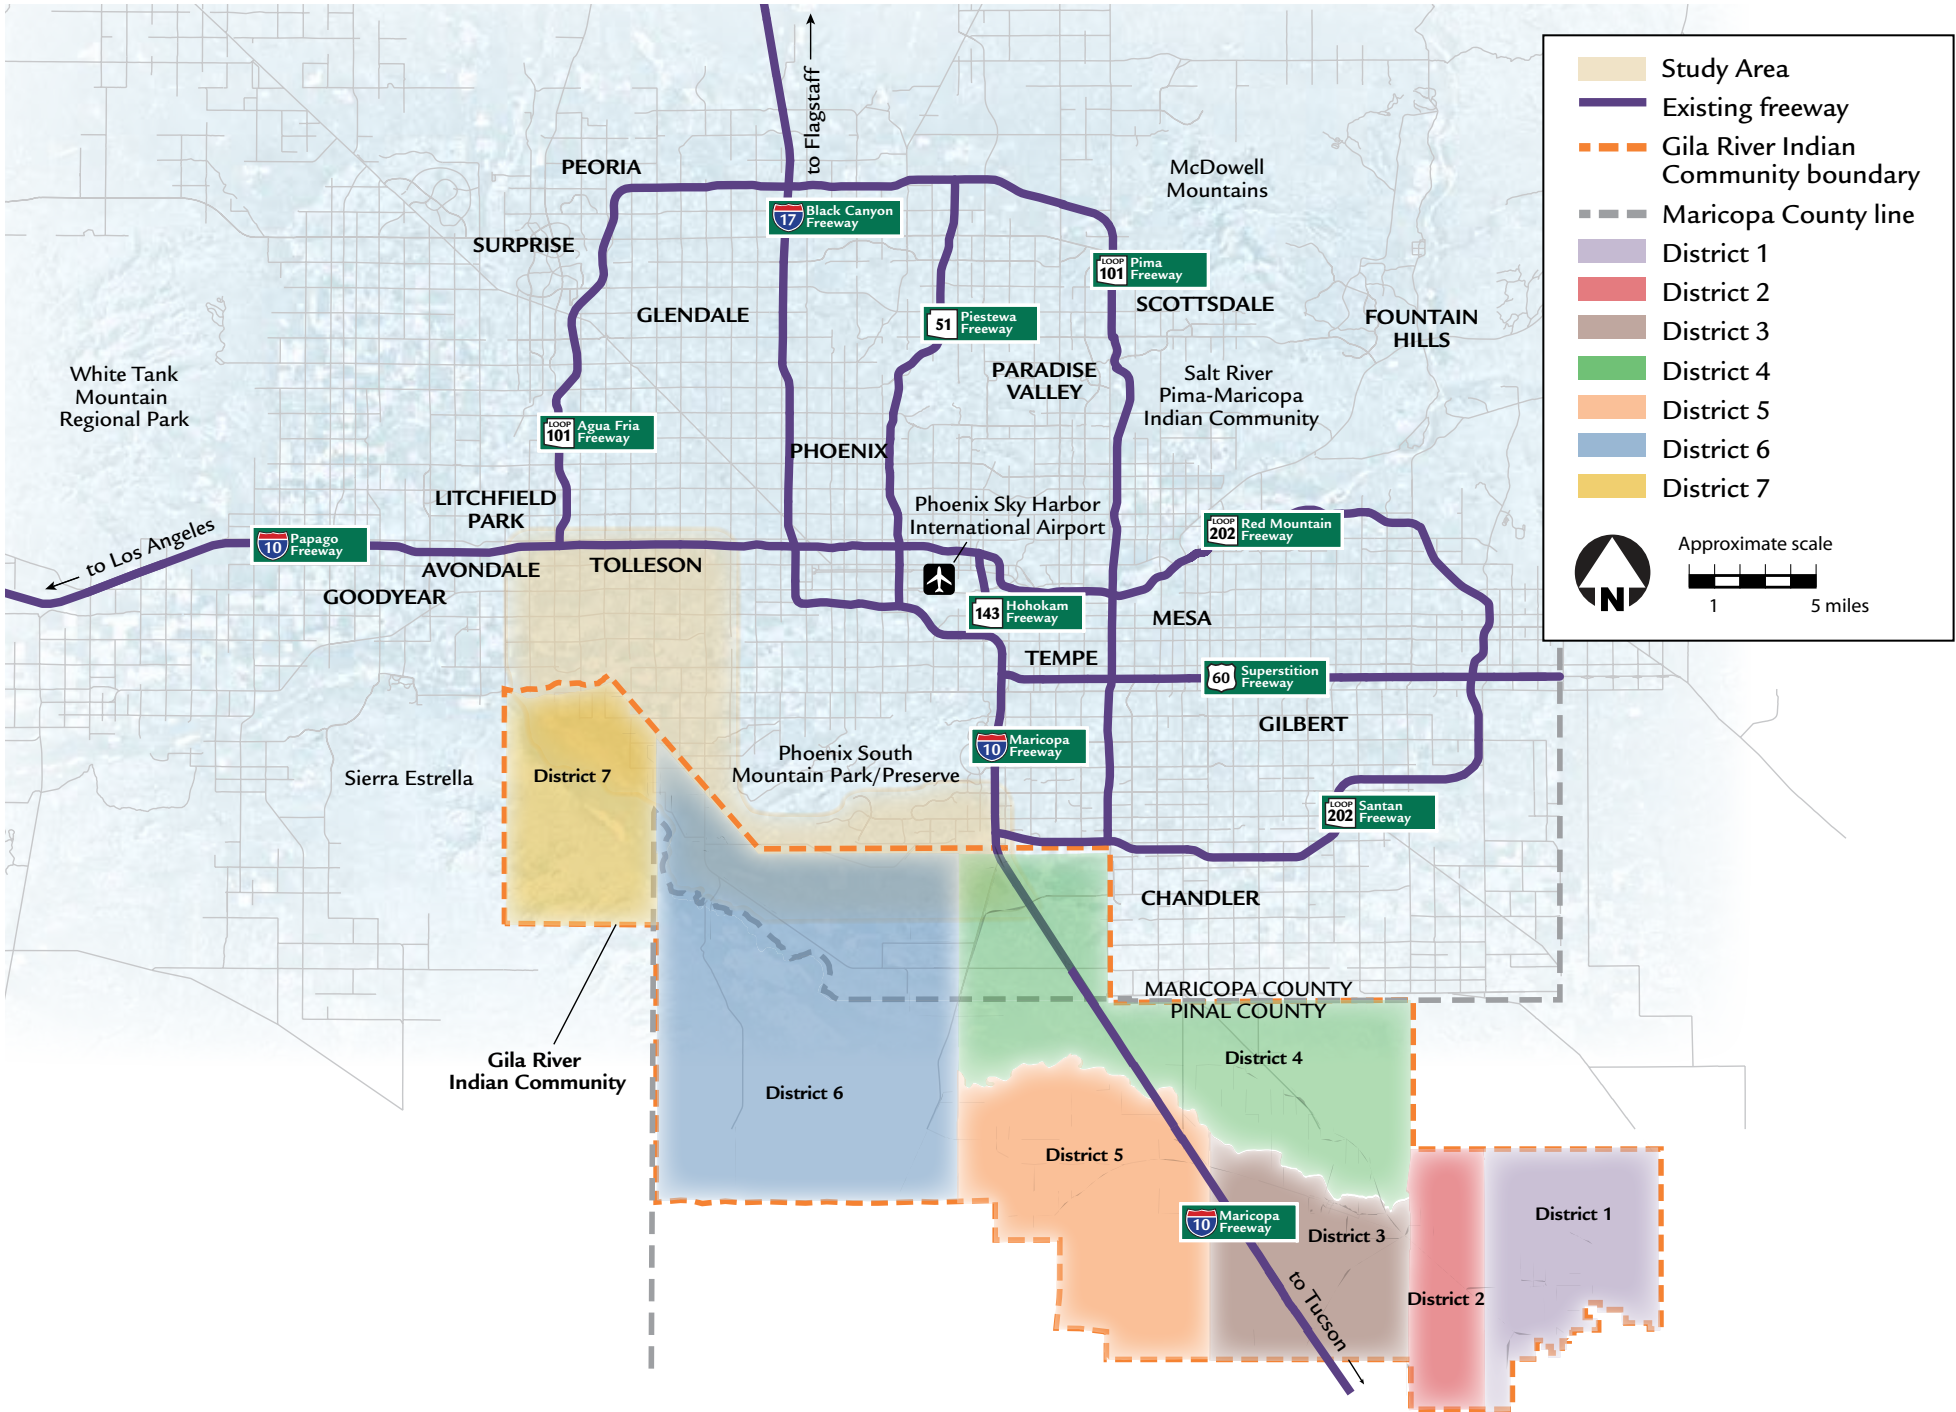 to Flagstaff
PEORIA
McDowell
Mountains
17
Black Canyon
Freeway
SURPRISE
LOOP
101
Pima
Freeway
SCOTTSDALE
GLENDALE
51
Piestewa
Freeway
FOUNTAIN
HILLS
White Tank
Mountain
Regional Park
PARADISE
VALLEY
Salt River
Pima-Maricopa
Indian Community
LOOP
101
Agua Fria
Freeway
PHOENIX
LITCHFIELD
PARK
Phoenix Sky Harbor
International Airport
LOOP
202
Red Mountain
Freeway
to Los Angeles
10
Papago
Freeway
AVONDALE
TOLLESON
GOODYEAR
143
Hohokam
Freeway
MESA
TEMPE
60
Superstition
Freeway
GILBERT
10
Maricopa
Freeway
Phoenix South
Mountain Park/Preserve
Sierra Estrella
District 7
LOOP
202
Santan
Freeway
CHANDLER
MARICOPA COUNTY
PINAL COUNTY
Gila River
Indian Community
District 4
District 6
District 5
District 1
10
Maricopa
Freeway
District 3
District 2
to Tucson
Study Area
Existing freeway
Gila River Indian
Community boundary
Maricopa County line
District 1
District 2
District 3
District 4
District 5
District 6
District 7
N
Approximate scale
1 5 miles